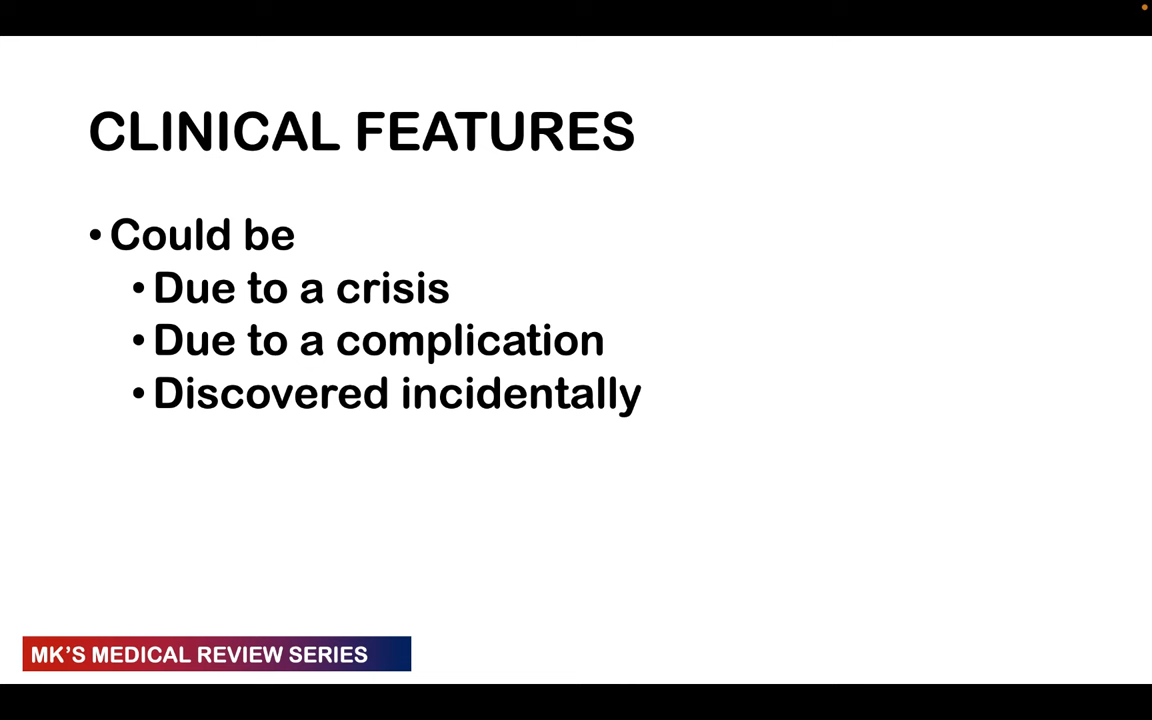 CLINICAL FEATURES
• Could be
• Due to a crisis
• Due to a complication
• Discovered incidentally
MK'S MEDICAL REVIEW SERIES